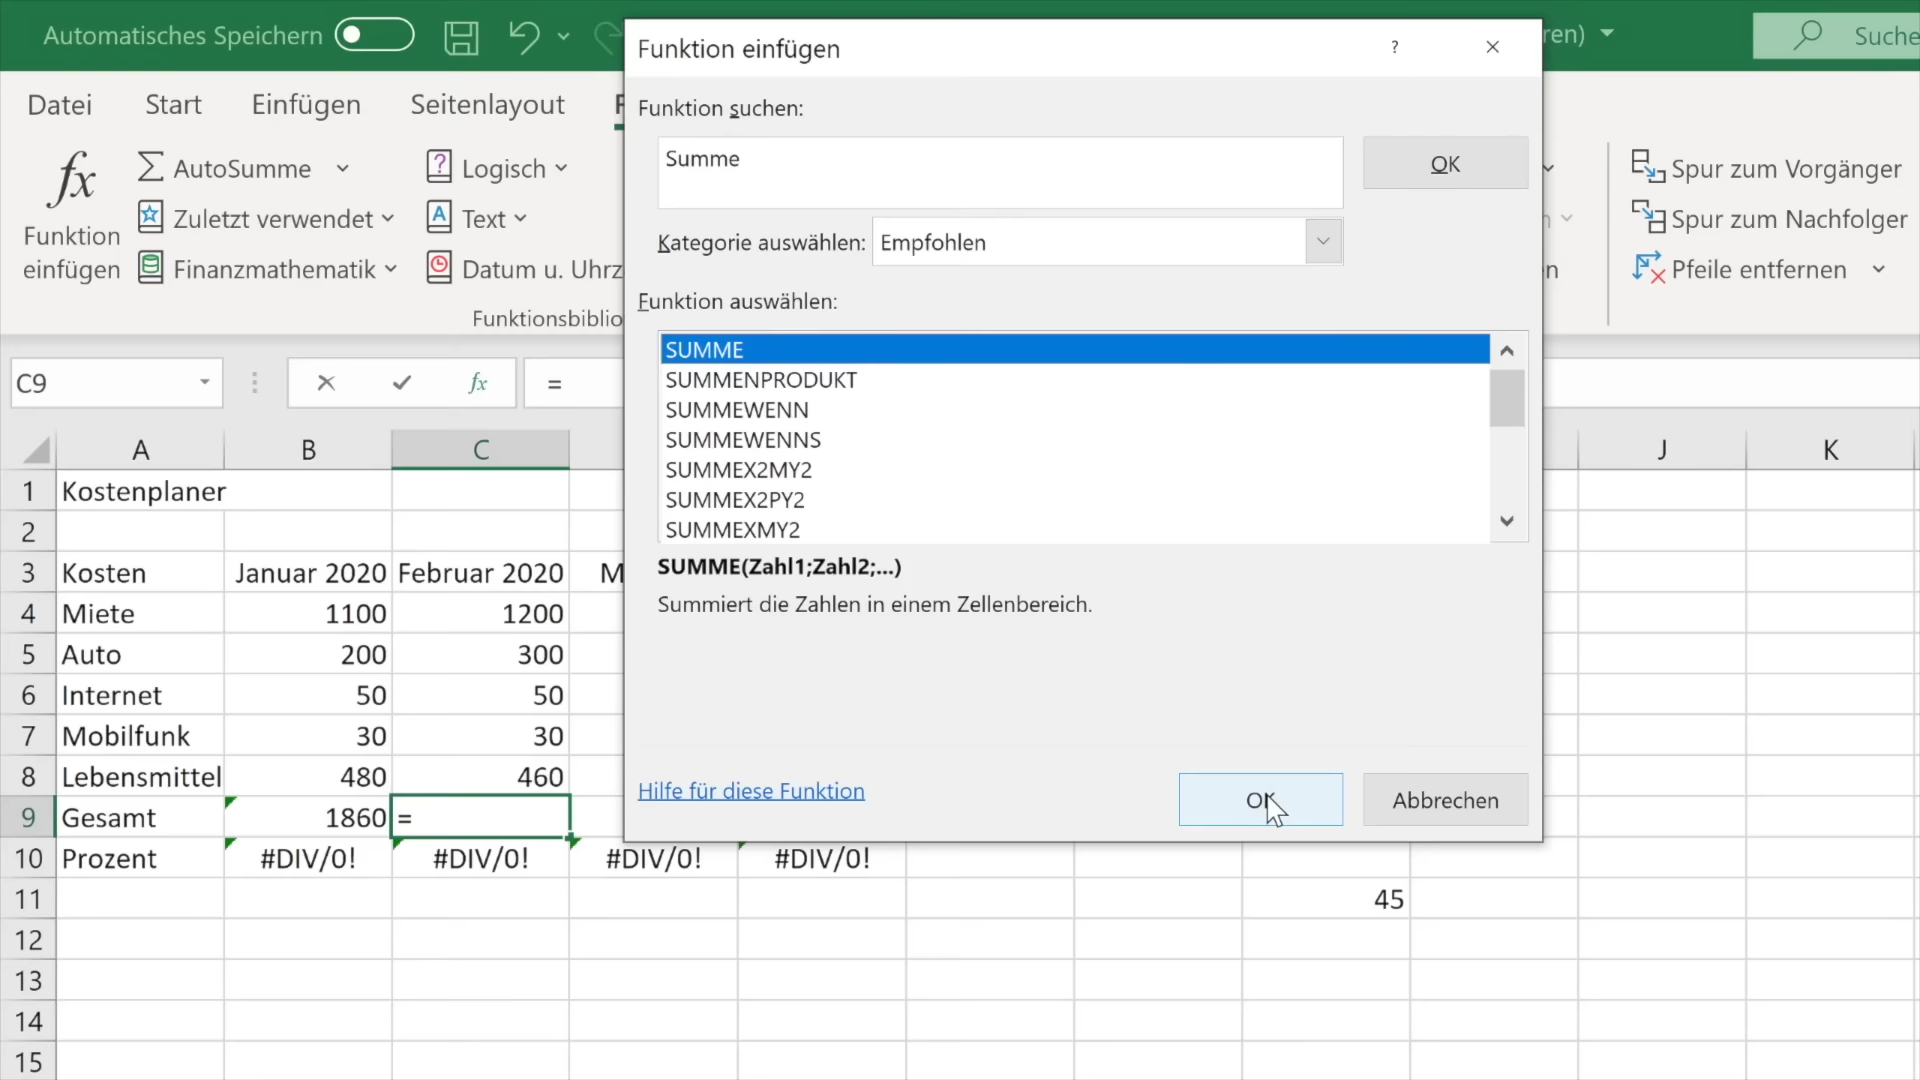 Automatisches Speichern
ren)
Suche
Datei Start Einfügen Seitenlayout
fx
Funktion
einfügen
AutoSumme
Zuletzt verwendet
Finanzmathematik
Logisch
Text
Datum u. Uhrz
Funktionsbiblio
Funktion einfügen ? ×
Funktion suchen:
Summe
OK
Kategorie auswählen: Empfohlen
Funktion auswählen:
SUMME
SUMMENPRODUKT
SUMMEWENN
SUMMEWENNS
SUMMEX2MY2
SUMMEX2PY2
SUMMEXMY2
SUMME(Zahl1;Zahl2;...)
Summiert die Zahlen in einem Zellenbereich.
Hilfe für diese Funktion
OK
Abbrechen
Spur zum Vorgänger
Spur zum Nachfolger
Pfeile entfernen
C9 fx =
A B C J K
1 Kostenplaner
2
3 Kosten Januar 2020 Februar 2020 M
4 Miete 1100 1200
5 Auto 200 300
6 Internet 50 50
7 Mobilfunk 30 30
8 Lebensmittel 480 460
9 Gesamt 1860 =
10 Prozent #DIV/0! #DIV/0! #DIV/0! #DIV/0!
11 45
12
13
14
15